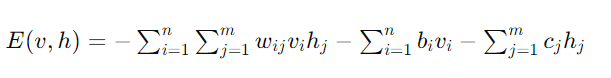 E(v, h) = – ∑_{i=1}^{n} ∑_{j=1}^{m} w_{ij} v_i h_j – ∑_{i=1}^{n} b_i v_i – ∑_{j=1}^{m} c_j h_j